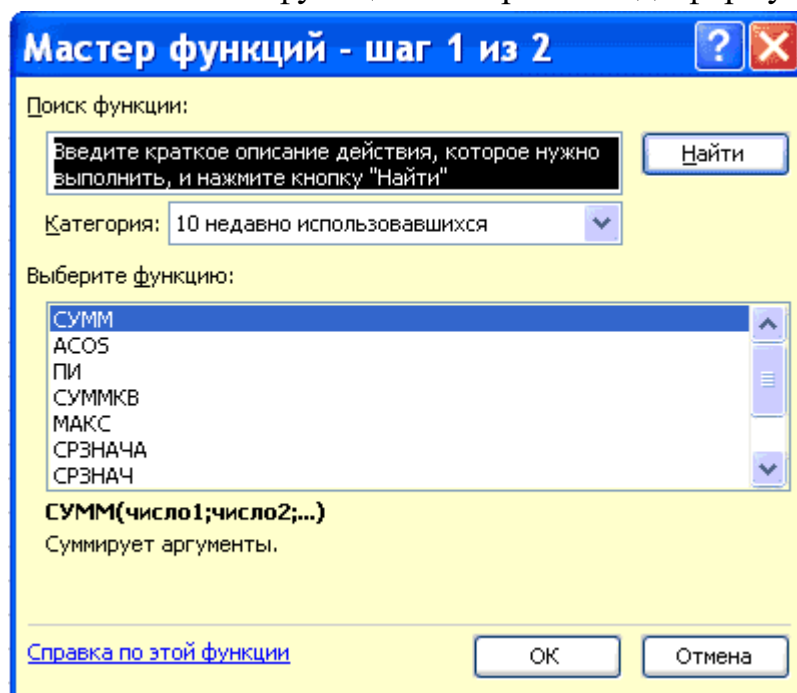 Мастер функций - шаг 1 из 2
Поиск функции:
Введите краткое описание действия, которое нужно
выполнить, и нажмите кнопку "Найти"
Найти
Категория: 10 недавно использовавшихся
Выберите функцию:
СУММ
ACOS
ПИ
СУММКВ
МАКС
СРЗНАЧА
СРЗНАЧ
СУММ(число1;число2;...)
Суммирует аргументы.
Справка по этой функции
ОК
Отмена